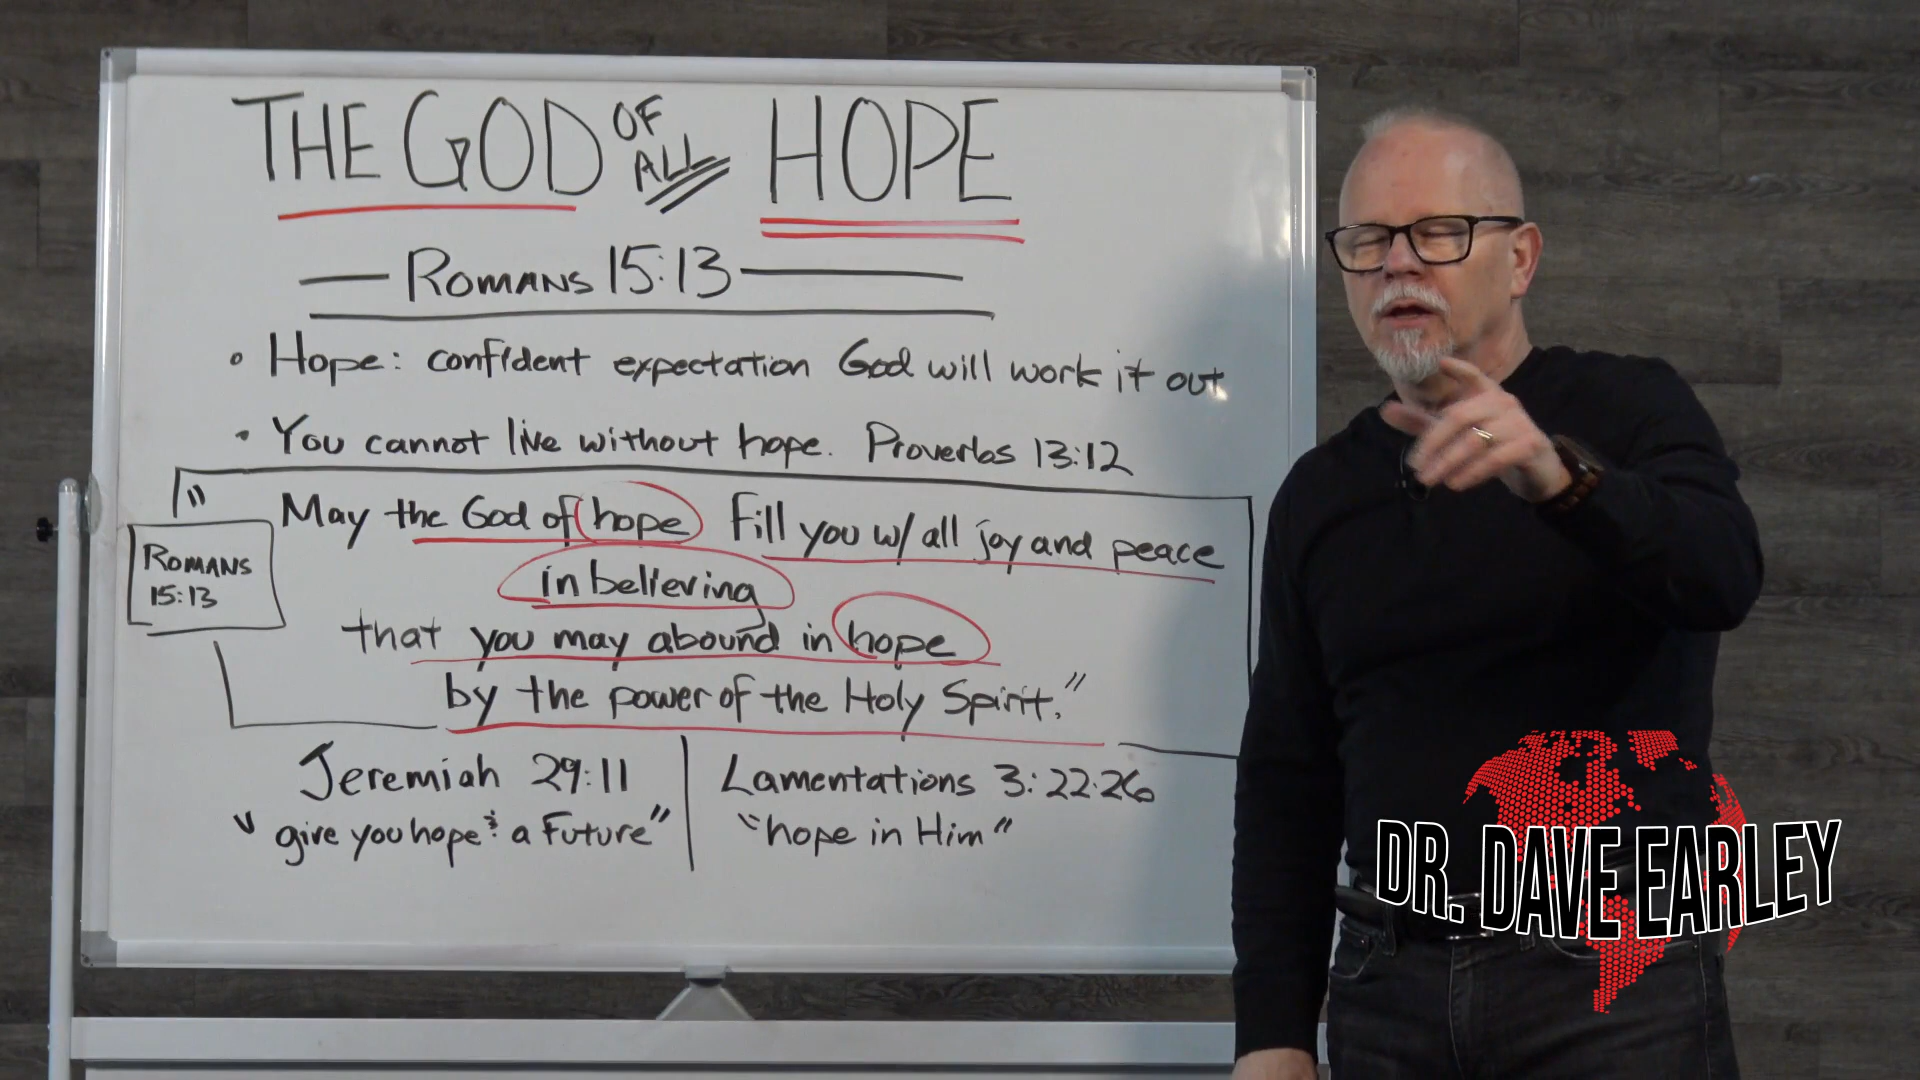 THE GOD OF ALL HOPE
ROMANS 15:13
• Hope: confident expectation God will work it out
• You cannot live without hope. Proverbs 13:12
" May the God of hope Fill you w/ all joy and peace
in believing
ROMANS
15:13
that you may abound in hope
by the power of the Holy Spirit."
Jeremiah 29:11
"give you hope & a Future"
Lamentations 3:22-26
"hope in Him"
DR. DAVE EARLEY